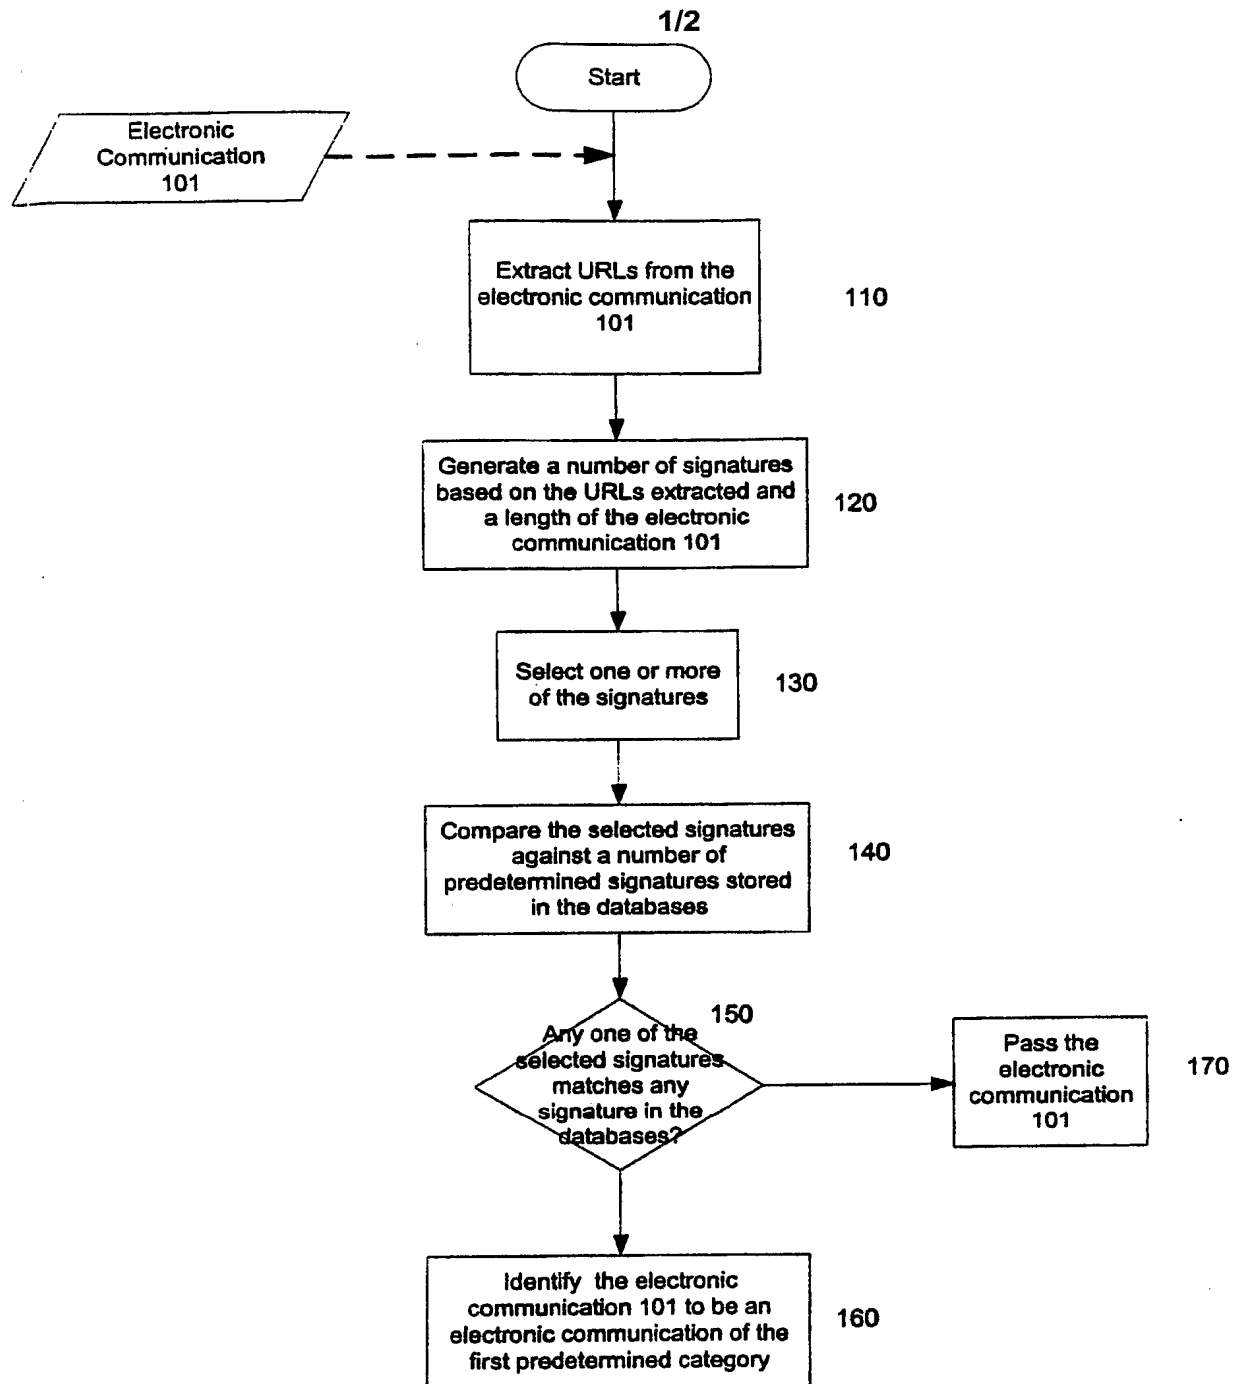 1/2
Start
Electronic
Communication
101
Extract URLs from the
electronic communication
101
110
Generate a number of signatures
based on the URLs extracted and
a length of the electronic
communication 101
120
Select one or more
of the signatures
130
Compare the selected signatures
against a number of
predetermined signatures stored
in the databases
140
150
Any one of the
selected signatures
matches any
signature in the
databases?
Pass the
electronic
communication
101
170
Identify the electronic
communication 101 to be an
electronic communication of the
first predetermined category
160